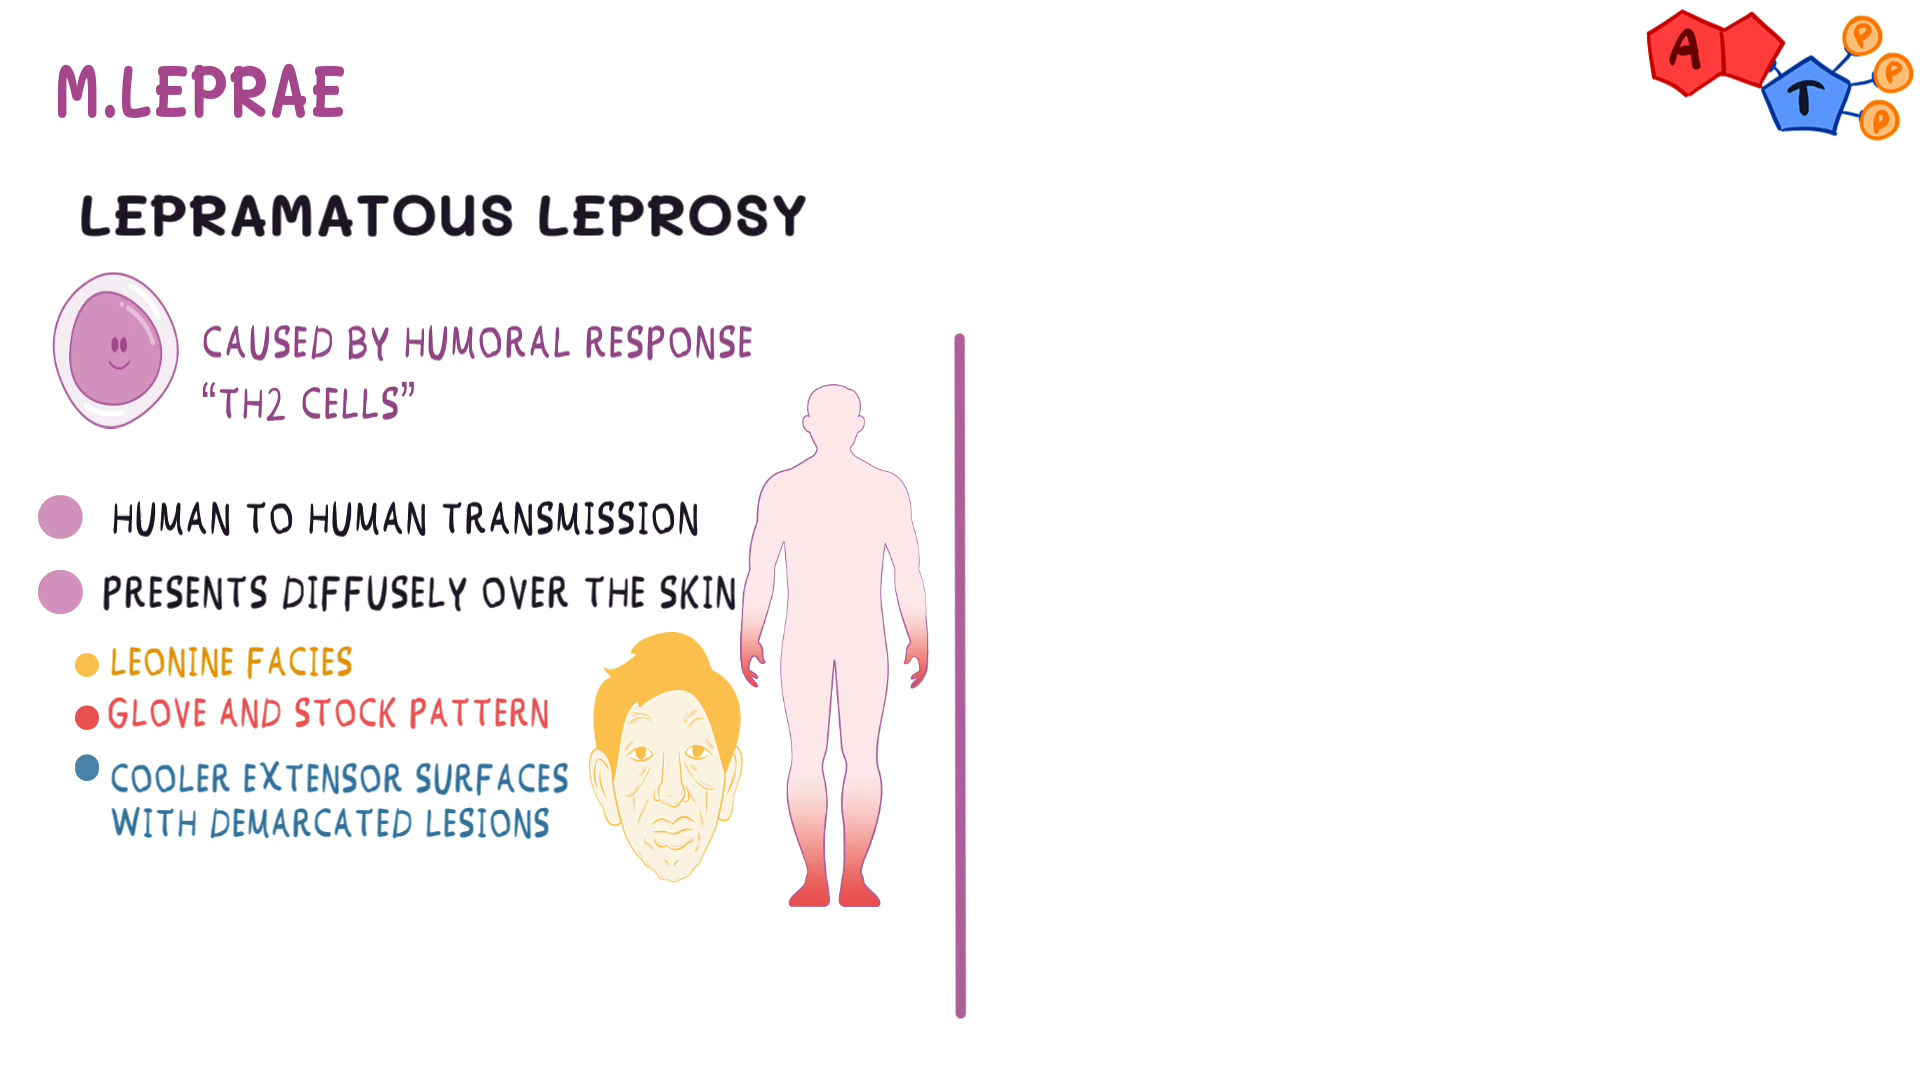 M.LEPRAE
A
T
P
P
P
LEPRAMATOUS LEPROSY
CAUSED BY HUMORAL RESPONSE
“TH2 CELLS”
HUMAN TO HUMAN TRANSMISSION
PRESENTS DIFFUSELY OVER THE SKIN
LEONINE FACIES
GLOVE AND STOCK PATTERN
COOLER EXTENSOR SURFACES
WITH DEMARCATED LESIONS